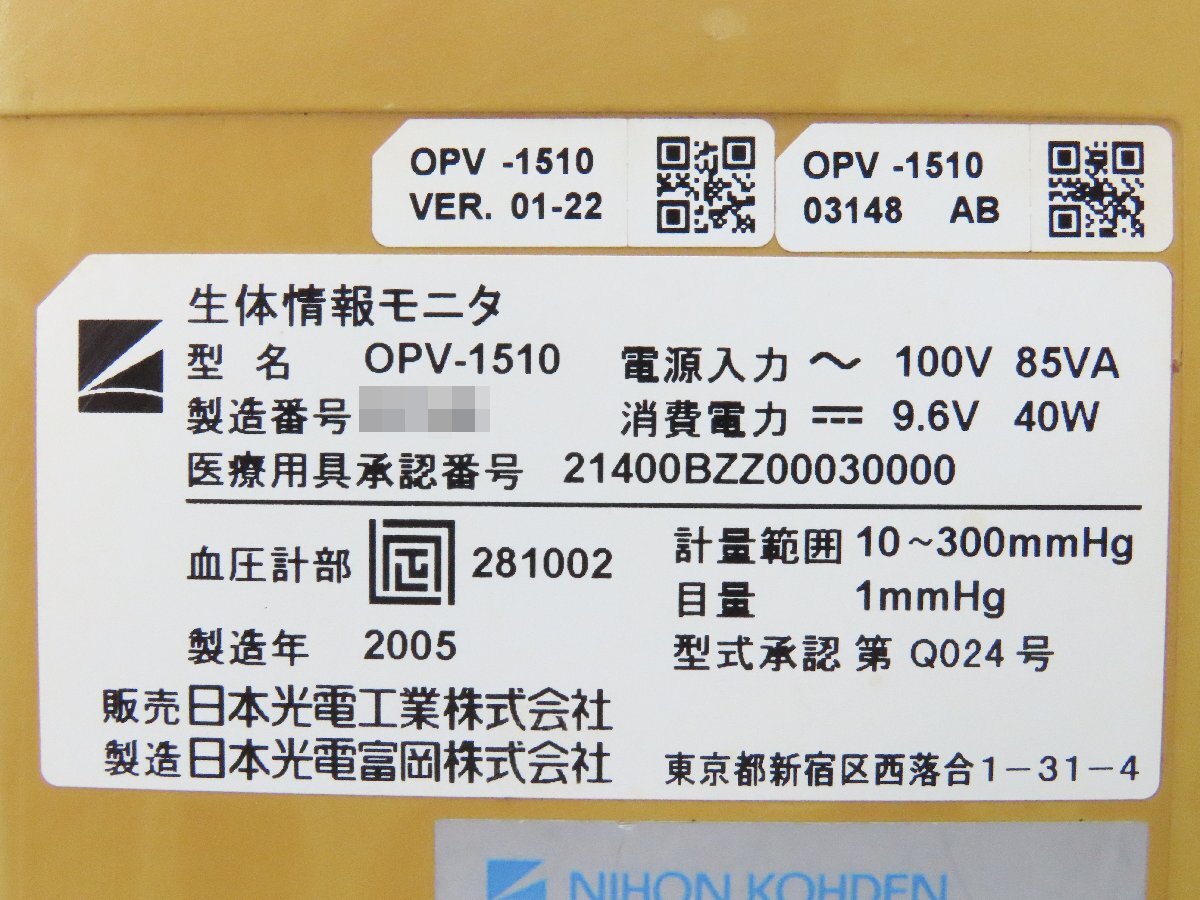 OPV -1510
VER. 01-22
OPV -1510
03148 AB
生体情報モニタ
型名 OPV-1510 電源入力 ～ 100V 85VA
製造番号 消費電力 ⎓ 9.6V 40W
医療用具承認番号 21400BZZ00030000
血圧計部 正 281002 計量範囲 10～300mmHg
目量 1mmHg
製造年 2005 型式承認 第 Q024 号
販売 日本光電工業株式会社
製造 日本光電富岡株式会社 東京都新宿区西落合1－31－4
NIHON KOHDEN